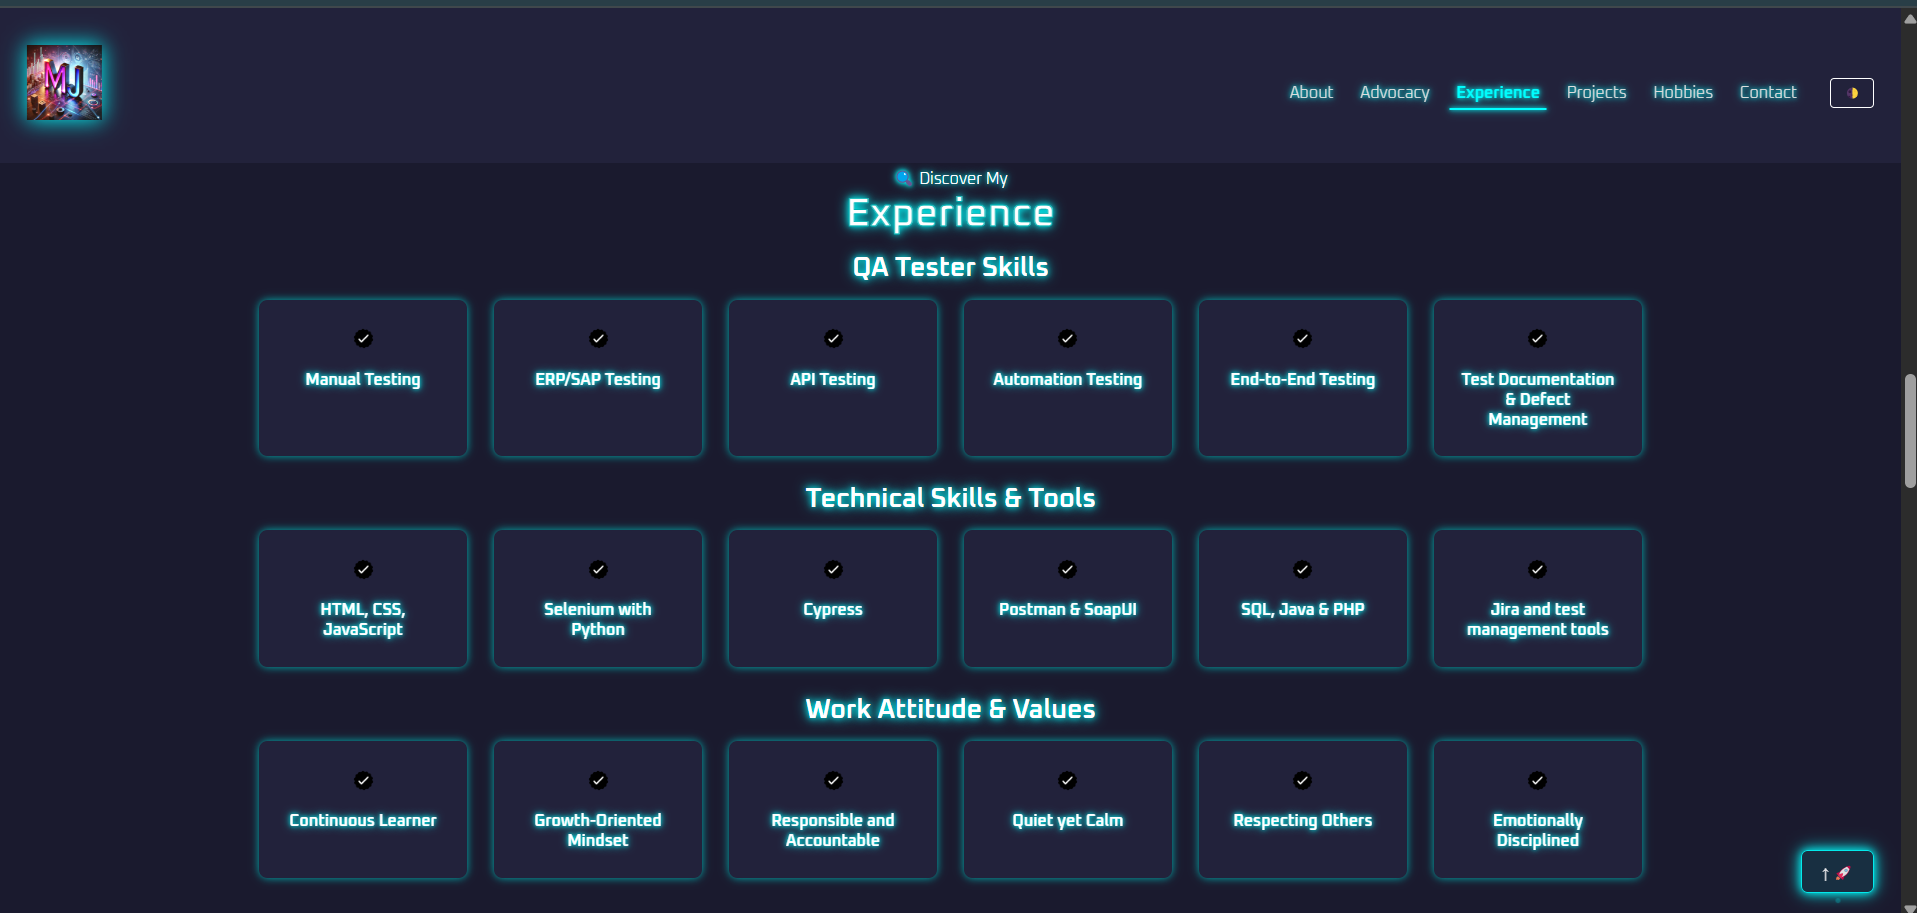 MJ
About
Advocacy
Experience
Projects
Hobbies
Contact
Discover My
Experience
QA Tester Skills
Manual Testing
ERP/SAP Testing
API Testing
Automation Testing
End-to-End Testing
Test Documentation
& Defect
Management
Technical Skills & Tools
HTML, CSS,
JavaScript
Selenium with
Python
Cypress
Postman & SoapUI
SQL, Java & PHP
Jira and test
management tools
Work Attitude & Values
Continuous Learner
Growth-Oriented
Mindset
Responsible and
Accountable
Quiet yet Calm
Respecting Others
Emotionally
Disciplined